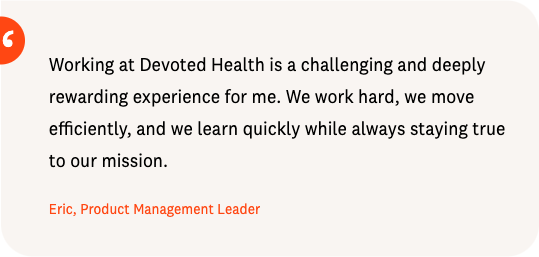 Working at Devoted Health is a challenging and deeply
rewarding experience for me. We work hard, we move
efficiently, and we learn quickly while always staying true
to our mission.
Eric, Product Management Leader